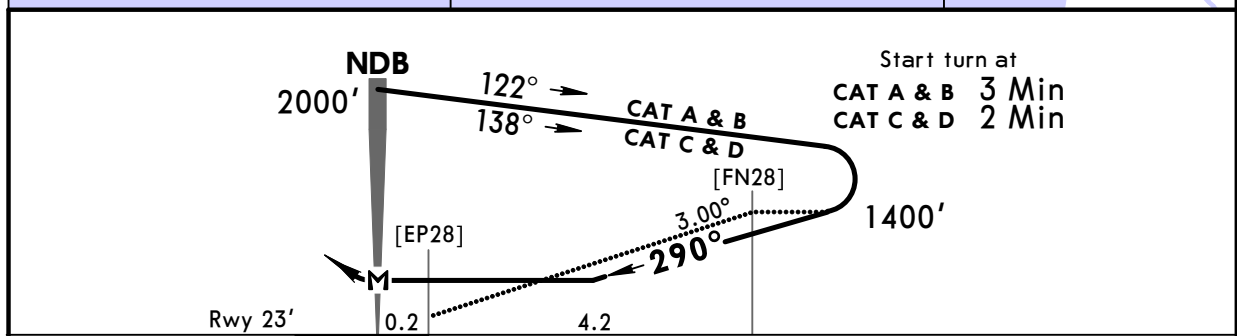 NDB
2000'
122°
138°
CAT A & B
CAT C & D
Start turn at
CAT A & B 3 Min
CAT C & D 2 Min
[FN28]
3.00°
1400'
[EP28]
290°
M
Rwy 23' 0.2 4.2